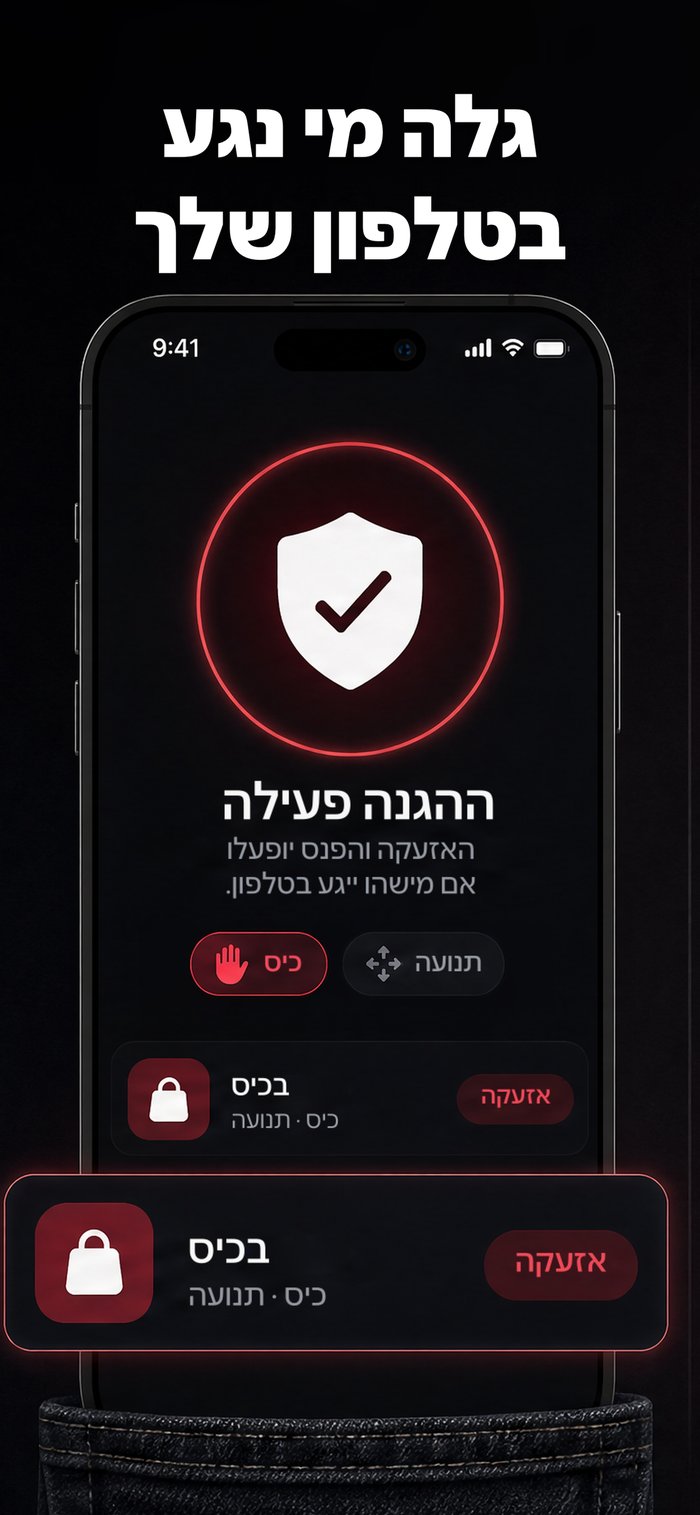 גלה מי נגע
בטלפון שלך
9:41
ההגנה פעילה
האזעקה והפנס יופעלו
אם מישהו ייגע בטלפון.
תנועה
כיס
בכיס
כיס · תנועה
אזעקה
בכיס
כיס · תנועה
אזעקה